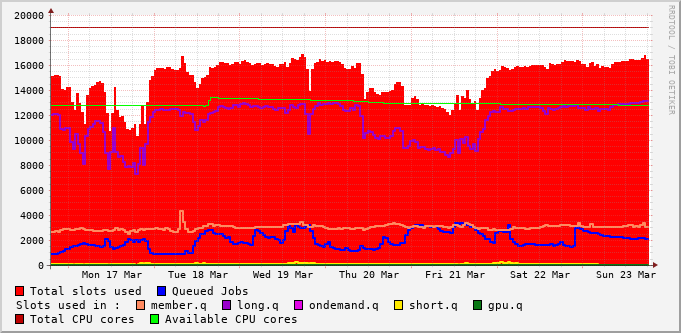 20000
18000
16000
14000
12000
10000
8000
6000
4000
2000
0
Mon 17 Mar Tue 18 Mar Wed 19 Mar Thu 20 Mar Fri 21 Mar Sat 22 Mar Sun 23 Mar
Total slots used Queued Jobs
Slots used in : member.q long.q ondemand.q short.q gpu.q
Total CPU cores Available CPU cores
RRDTOOL / TOBI OETIKER